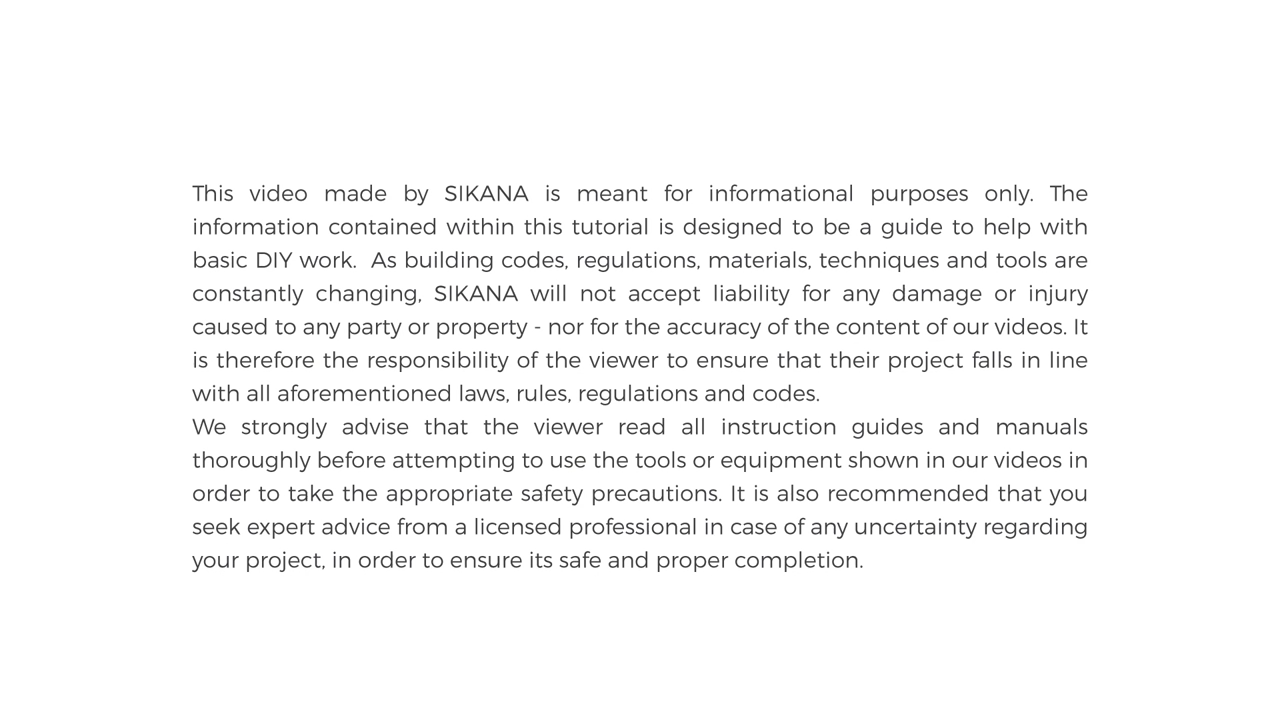 This video made by SIKANA is meant for informational purposes only. The
information contained within this tutorial is designed to be a guide to help with
basic DIY work.  As building codes, regulations, materials, techniques and tools are
constantly changing, SIKANA will not accept liability for any damage or injury
caused to any party or property - nor for the accuracy of the content of our videos. It
is therefore the responsibility of the viewer to ensure that their project falls in line
with all aforementioned laws, rules, regulations and codes.
We strongly advise that the viewer read all instruction guides and manuals
thoroughly before attempting to use the tools or equipment shown in our videos in
order to take the appropriate safety precautions. It is also recommended that you
seek expert advice from a licensed professional in case of any uncertainty regarding
your project, in order to ensure its safe and proper completion.